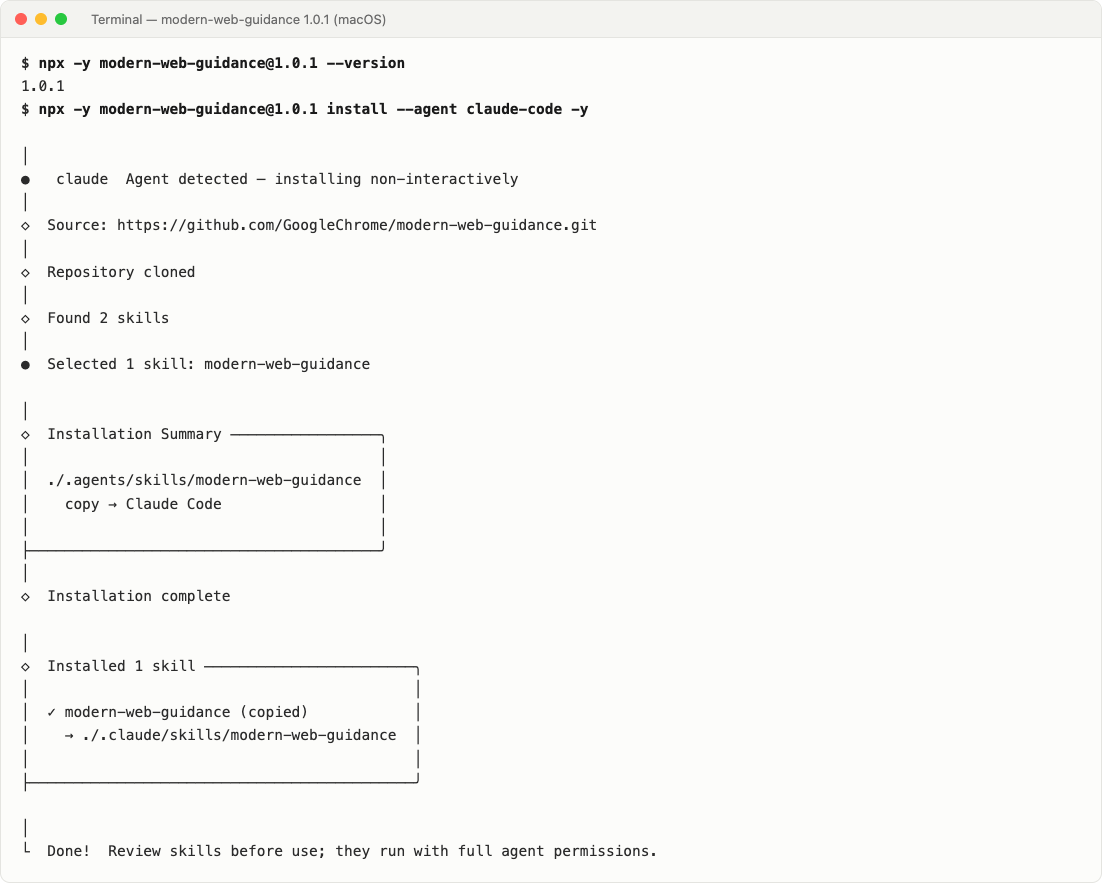 Terminal — modern-web-guidance 1.0.1 (macOS)
$ npx -y modern-web-guidance@1.0.1 --version
1.0.1
$ npx -y modern-web-guidance@1.0.1 install --agent claude-code -y
│
●   claude  Agent detected — installing non-interactively
│
◇  Source: https://github.com/GoogleChrome/modern-web-guidance.git
│
◇  Repository cloned
│
◇  Found 2 skills
│
●  Selected 1 skill: modern-web-guidance
│
◇  Installation Summary ─────────────────╮
│                                        │
│  ./.agents/skills/modern-web-guidance  │
│    copy → Claude Code                  │
│                                        │
├────────────────────────────────────────╯
│
◇  Installation complete
│
◇  Installed 1 skill ────────────────────────╮
│                                            │
│  ✓ modern-web-guidance (copied)            │
│    → ./.claude/skills/modern-web-guidance  │
│                                            │
├────────────────────────────────────────────╯
│
└  Done!  Review skills before use; they run with full agent permissions.